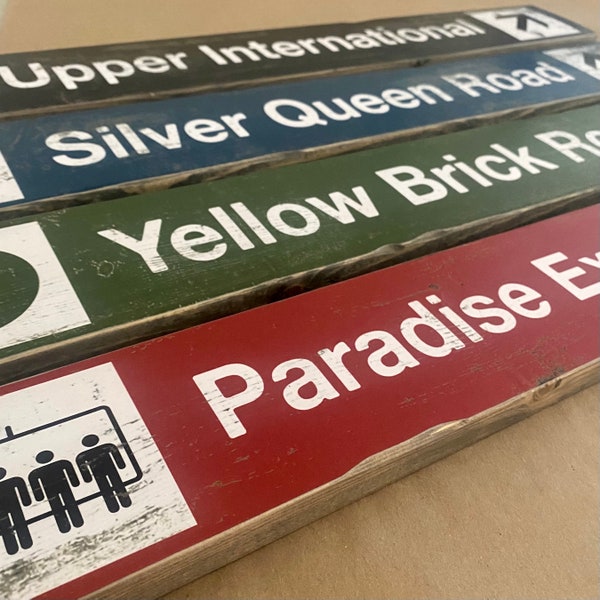 Upper International
Silver Queen Road
Yellow Brick
Paradise